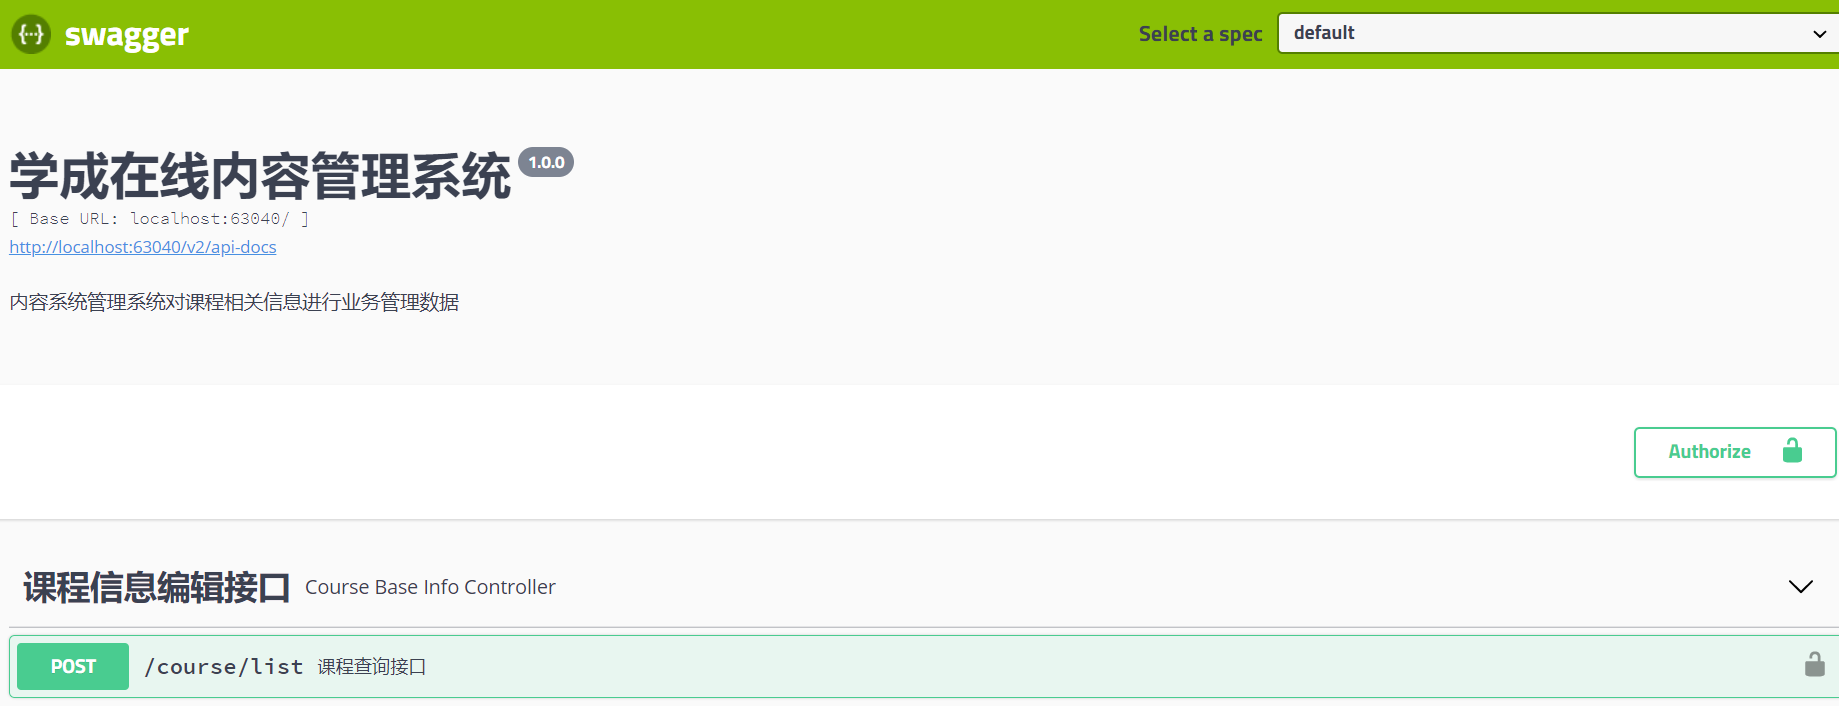 {···} swagger
Select a spec default
学成在线内容管理系统 1.0.0
[ Base URL: localhost:63040/ ]
http://localhost:63040/v2/api-docs
内容系统管理系统对课程相关信息进行业务管理数据
Authorize
课程信息编辑接口 Course Base Info Controller
POST /course/list 课程查询接口